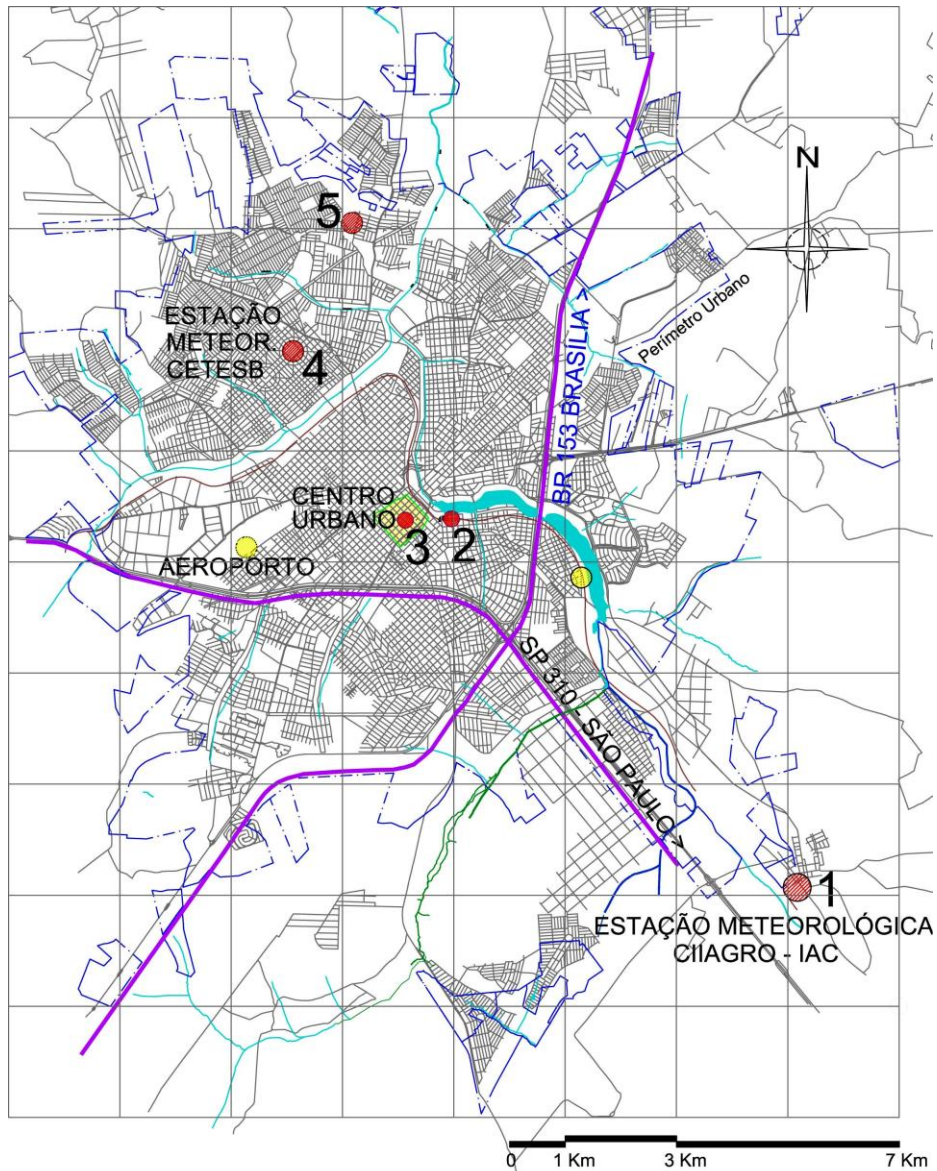 N
5
ESTAÇÃO
METEOR.
CETESB
4
Perímetro Urbano
BR 153 BRASILIA >
CENTRO
URBANO
3
2
AEROPORTO
SP 310 - SÃO PAULO >
1
ESTAÇÃO METEOROLÓGICA
CIIAGRO - IAC
0 1 Km 3 Km 7 Km